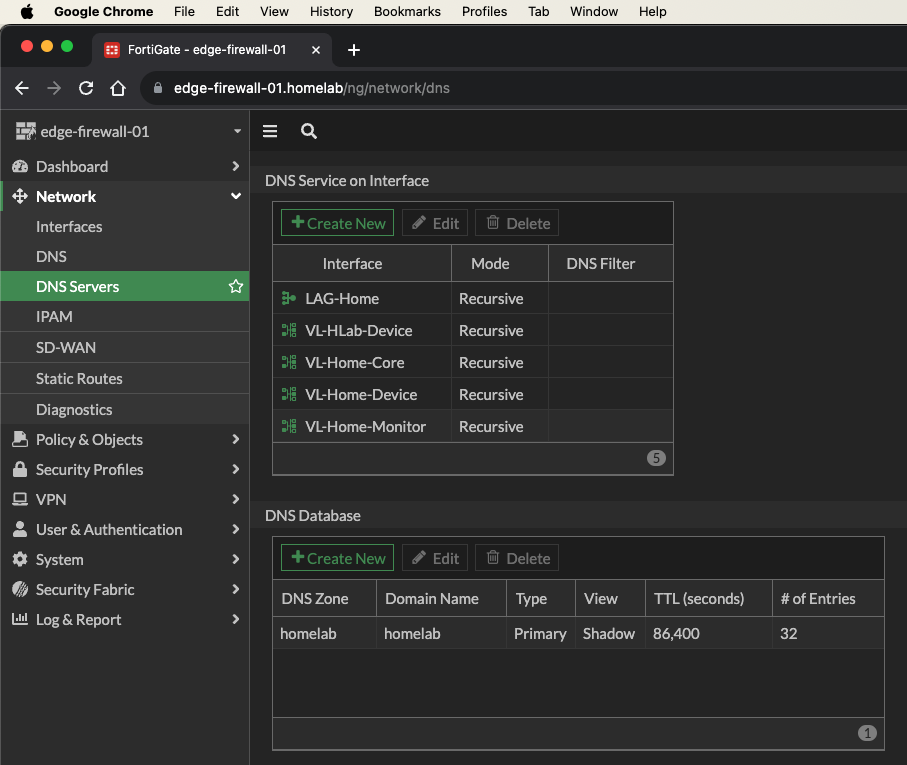 Google Chrome File Edit View History Bookmarks Profiles Tab Window Help
FortiGate - edge-firewall-01
edge-firewall-01.homelab/ng/network/dns
edge-firewall-01
Dashboard
Network
Interfaces
DNS
DNS Servers
IPAM
SD-WAN
Static Routes
Diagnostics
Policy & Objects
Security Profiles
VPN
User & Authentication
System
Security Fabric
Log & Report
DNS Service on Interface
Create New Edit Delete
Interface Mode DNS Filter
LAG-Home Recursive
VL-HLab-Device Recursive
VL-Home-Core Recursive
VL-Home-Device Recursive
VL-Home-Monitor Recursive
5
DNS Database
Create New Edit Delete
DNS Zone Domain Name Type View TTL (seconds) # of Entries
homelab homelab Primary Shadow 86,400 32
1